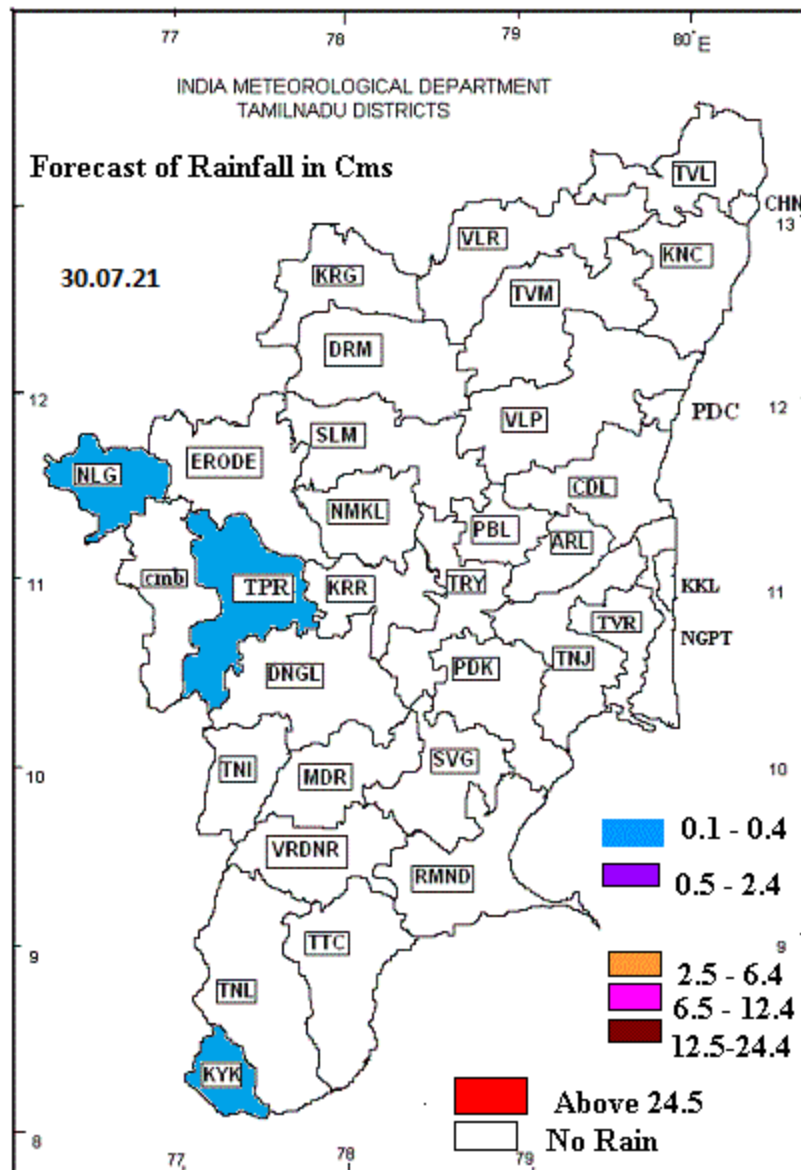 77 78 79 80°E
INDIA METEOROLOGICAL DEPARTMENT
TAMILNADU DISTRICTS
Forecast of Rainfall in Cms
TVL
CHN
13
VLR
KNC
30.07.21
KRG
TVM
DRM
12
12
PDC
SLM
VLP
ERODE
NLG
CDL
NMKL
PBL
ARL
11
cmb
TPR
KRR
TRY
KKL
11
TVR
NGPT
DNGL
PDK
TNJ
10
TNI
MDR
SVG
10
0.1 - 0.4
VRDNR
RMND
0.5 - 2.4
9
TTC
9
2.5 - 6.4
TNL
6.5 - 12.4
12.5-24.4
KYK
Above 24.5
No Rain
8
77 78 79